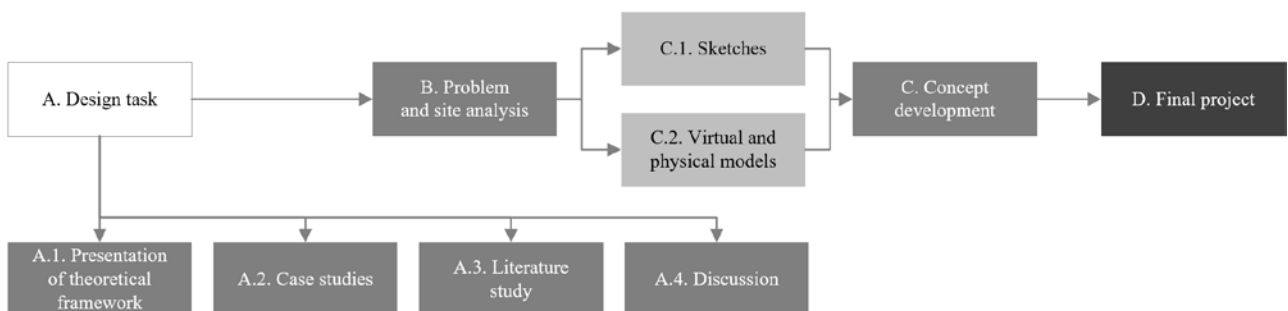 C.1. Sketches
A. Design task
B. Problem
and site analysis
C. Concept
development
D. Final project
C.2. Virtual and
physical models
A.1. Presentation
of theoretical
framework
A.2. Case studies
A.3. Literature
study
A.4. Discussion